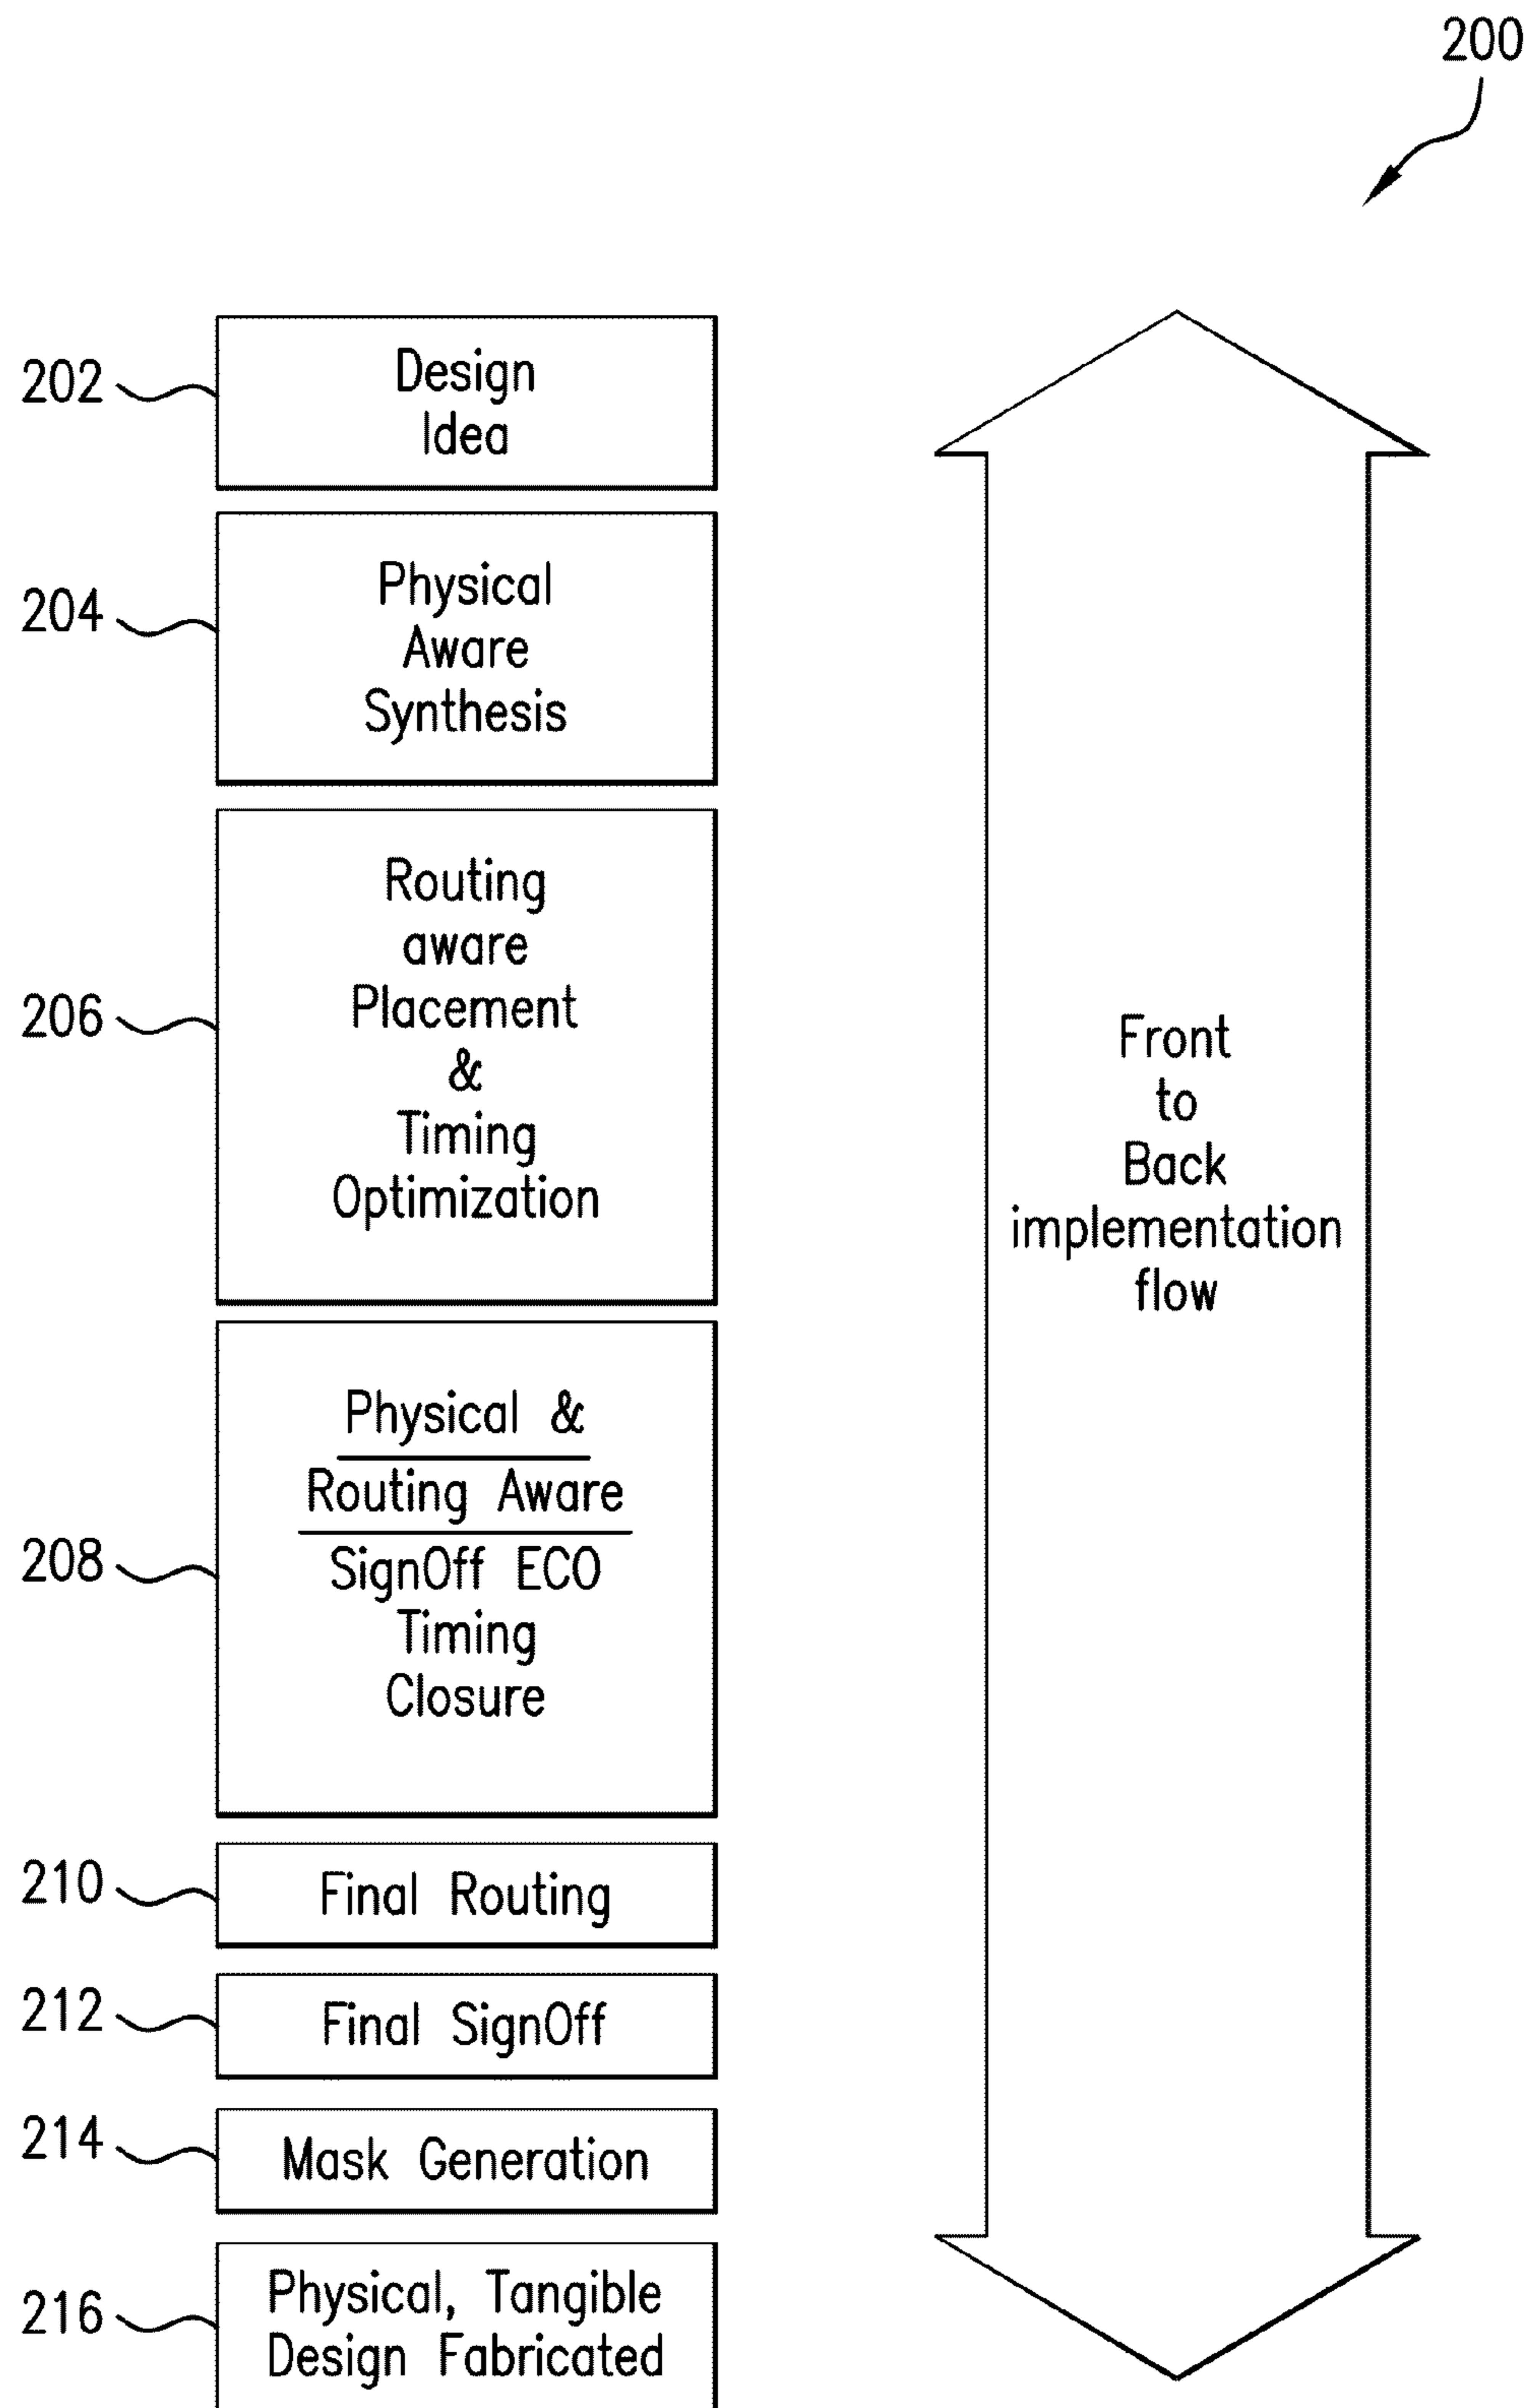 200
202
Design
Idea
204
Physical
Aware
Synthesis
206
Routing
aware
Placement
&
Timing
Optimization
208
Physical &
Routing Aware
SignOff ECO
Timing
Closure
210
Final Routing
212
Final SignOff
214
Mask Generation
216
Physical, Tangible
Design Fabricated
Front
to
Back
implementation
flow